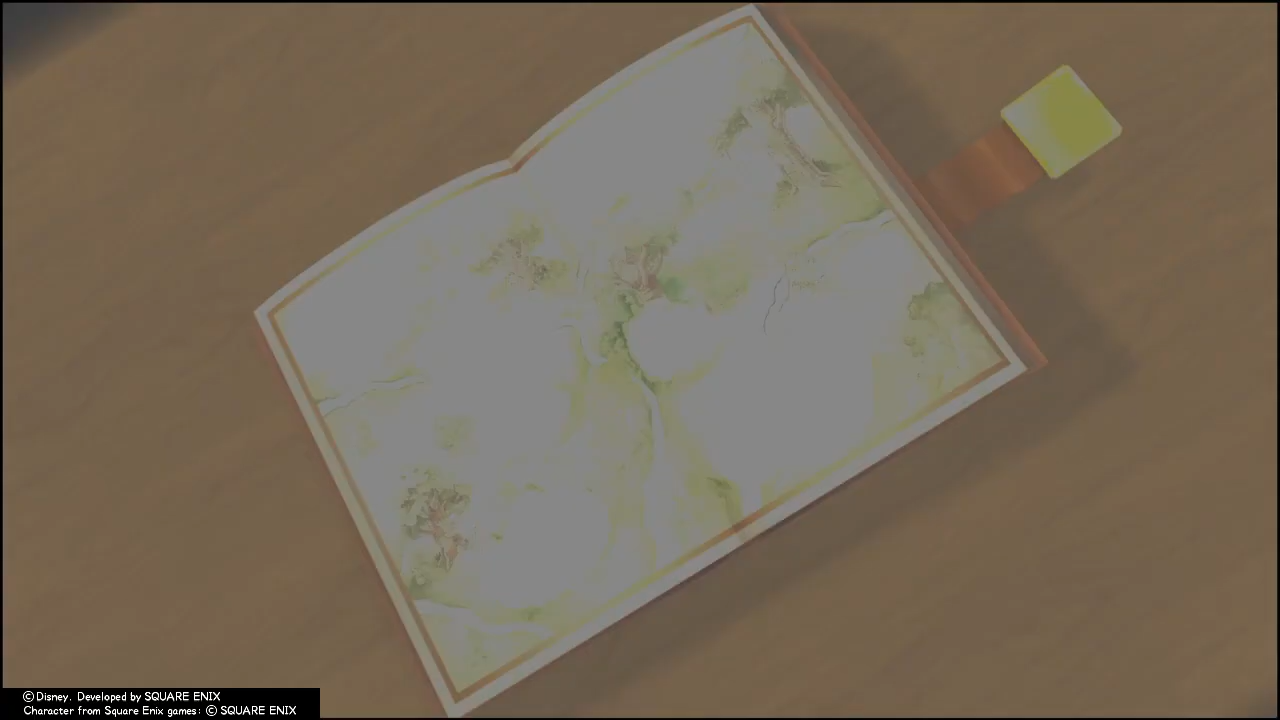 ©Disney. Developed by SQUARE ENIX
Character from Square Enix games: © SQUARE ENIX